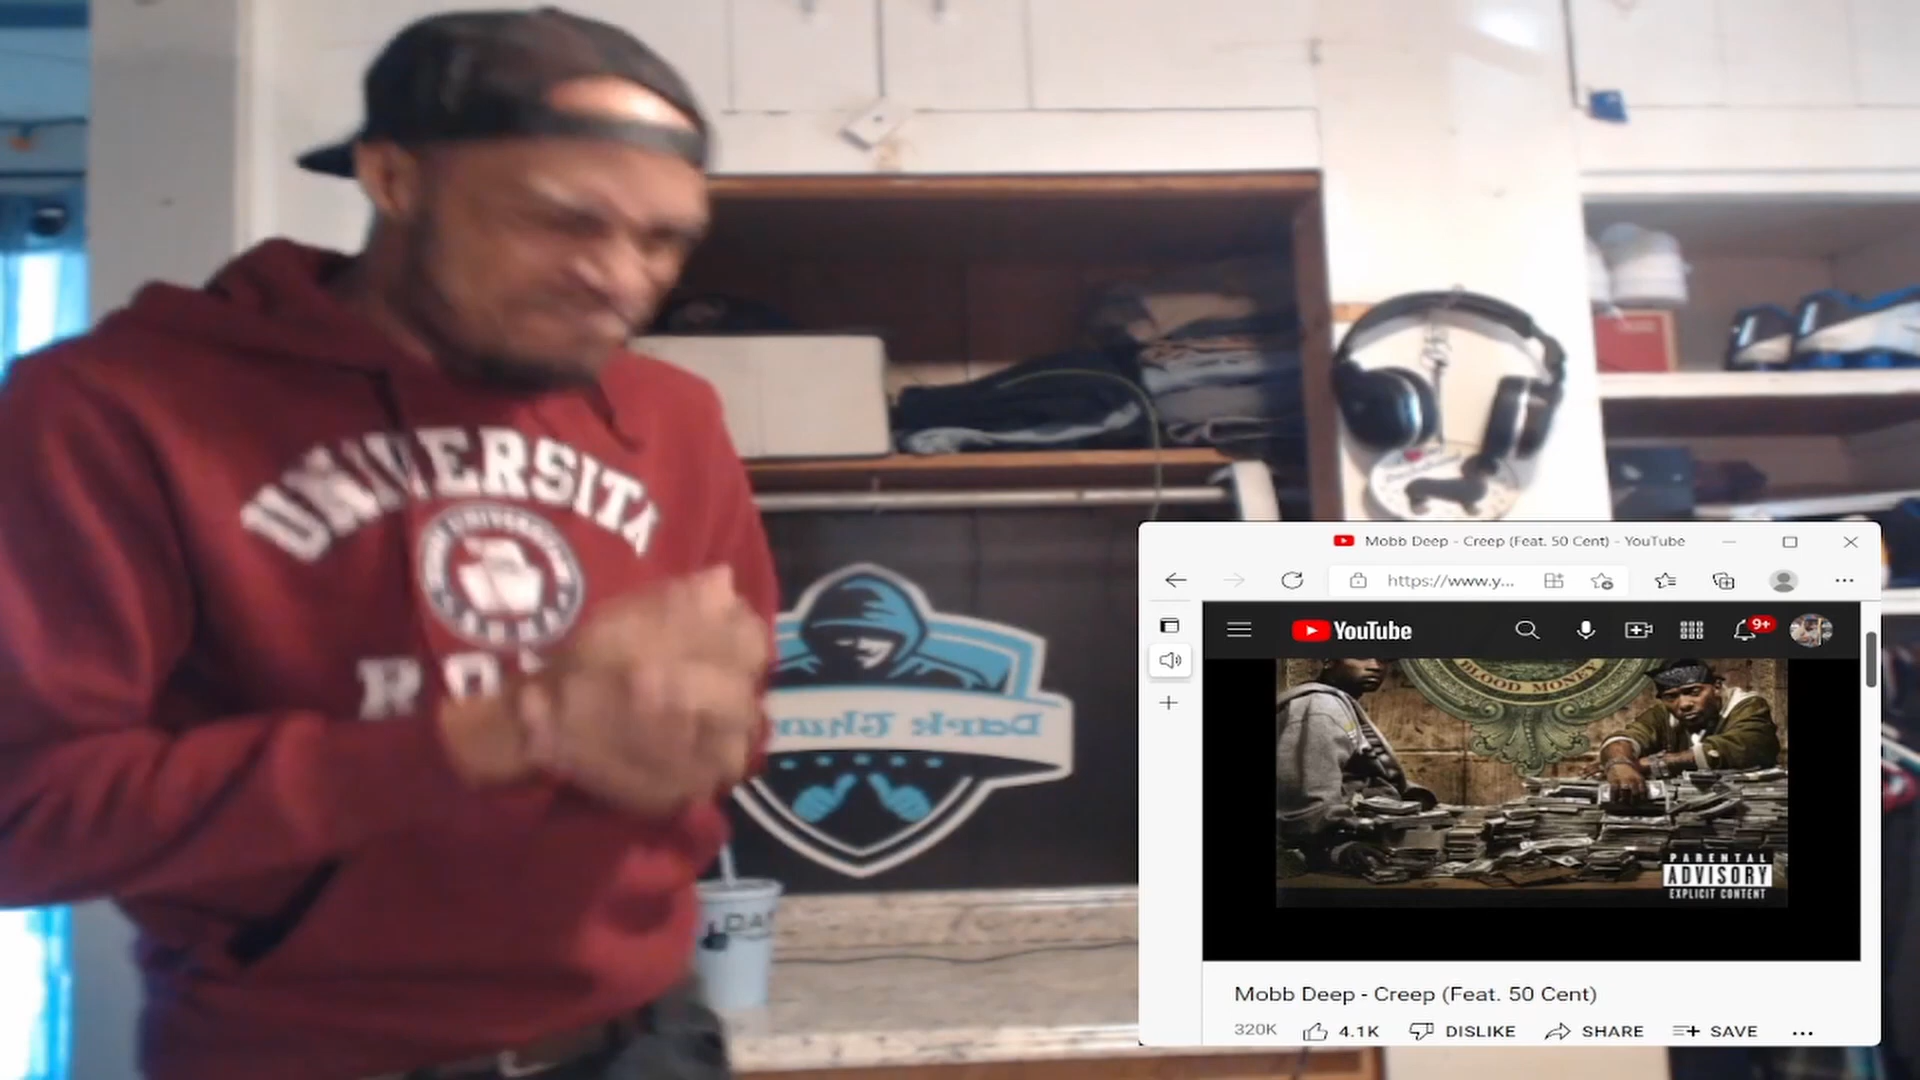 UNIVERSITA
RO
Mobb Deep - Creep (Feat. 50 Cent) - YouTube
https://www.y...
YouTube
9+
BLOOD MONEY
PARENTAL
ADVISORY
EXPLICIT CONTENT
Mobb Deep - Creep (Feat. 50 Cent)
320K 4.1K DISLIKE SHARE SAVE ...